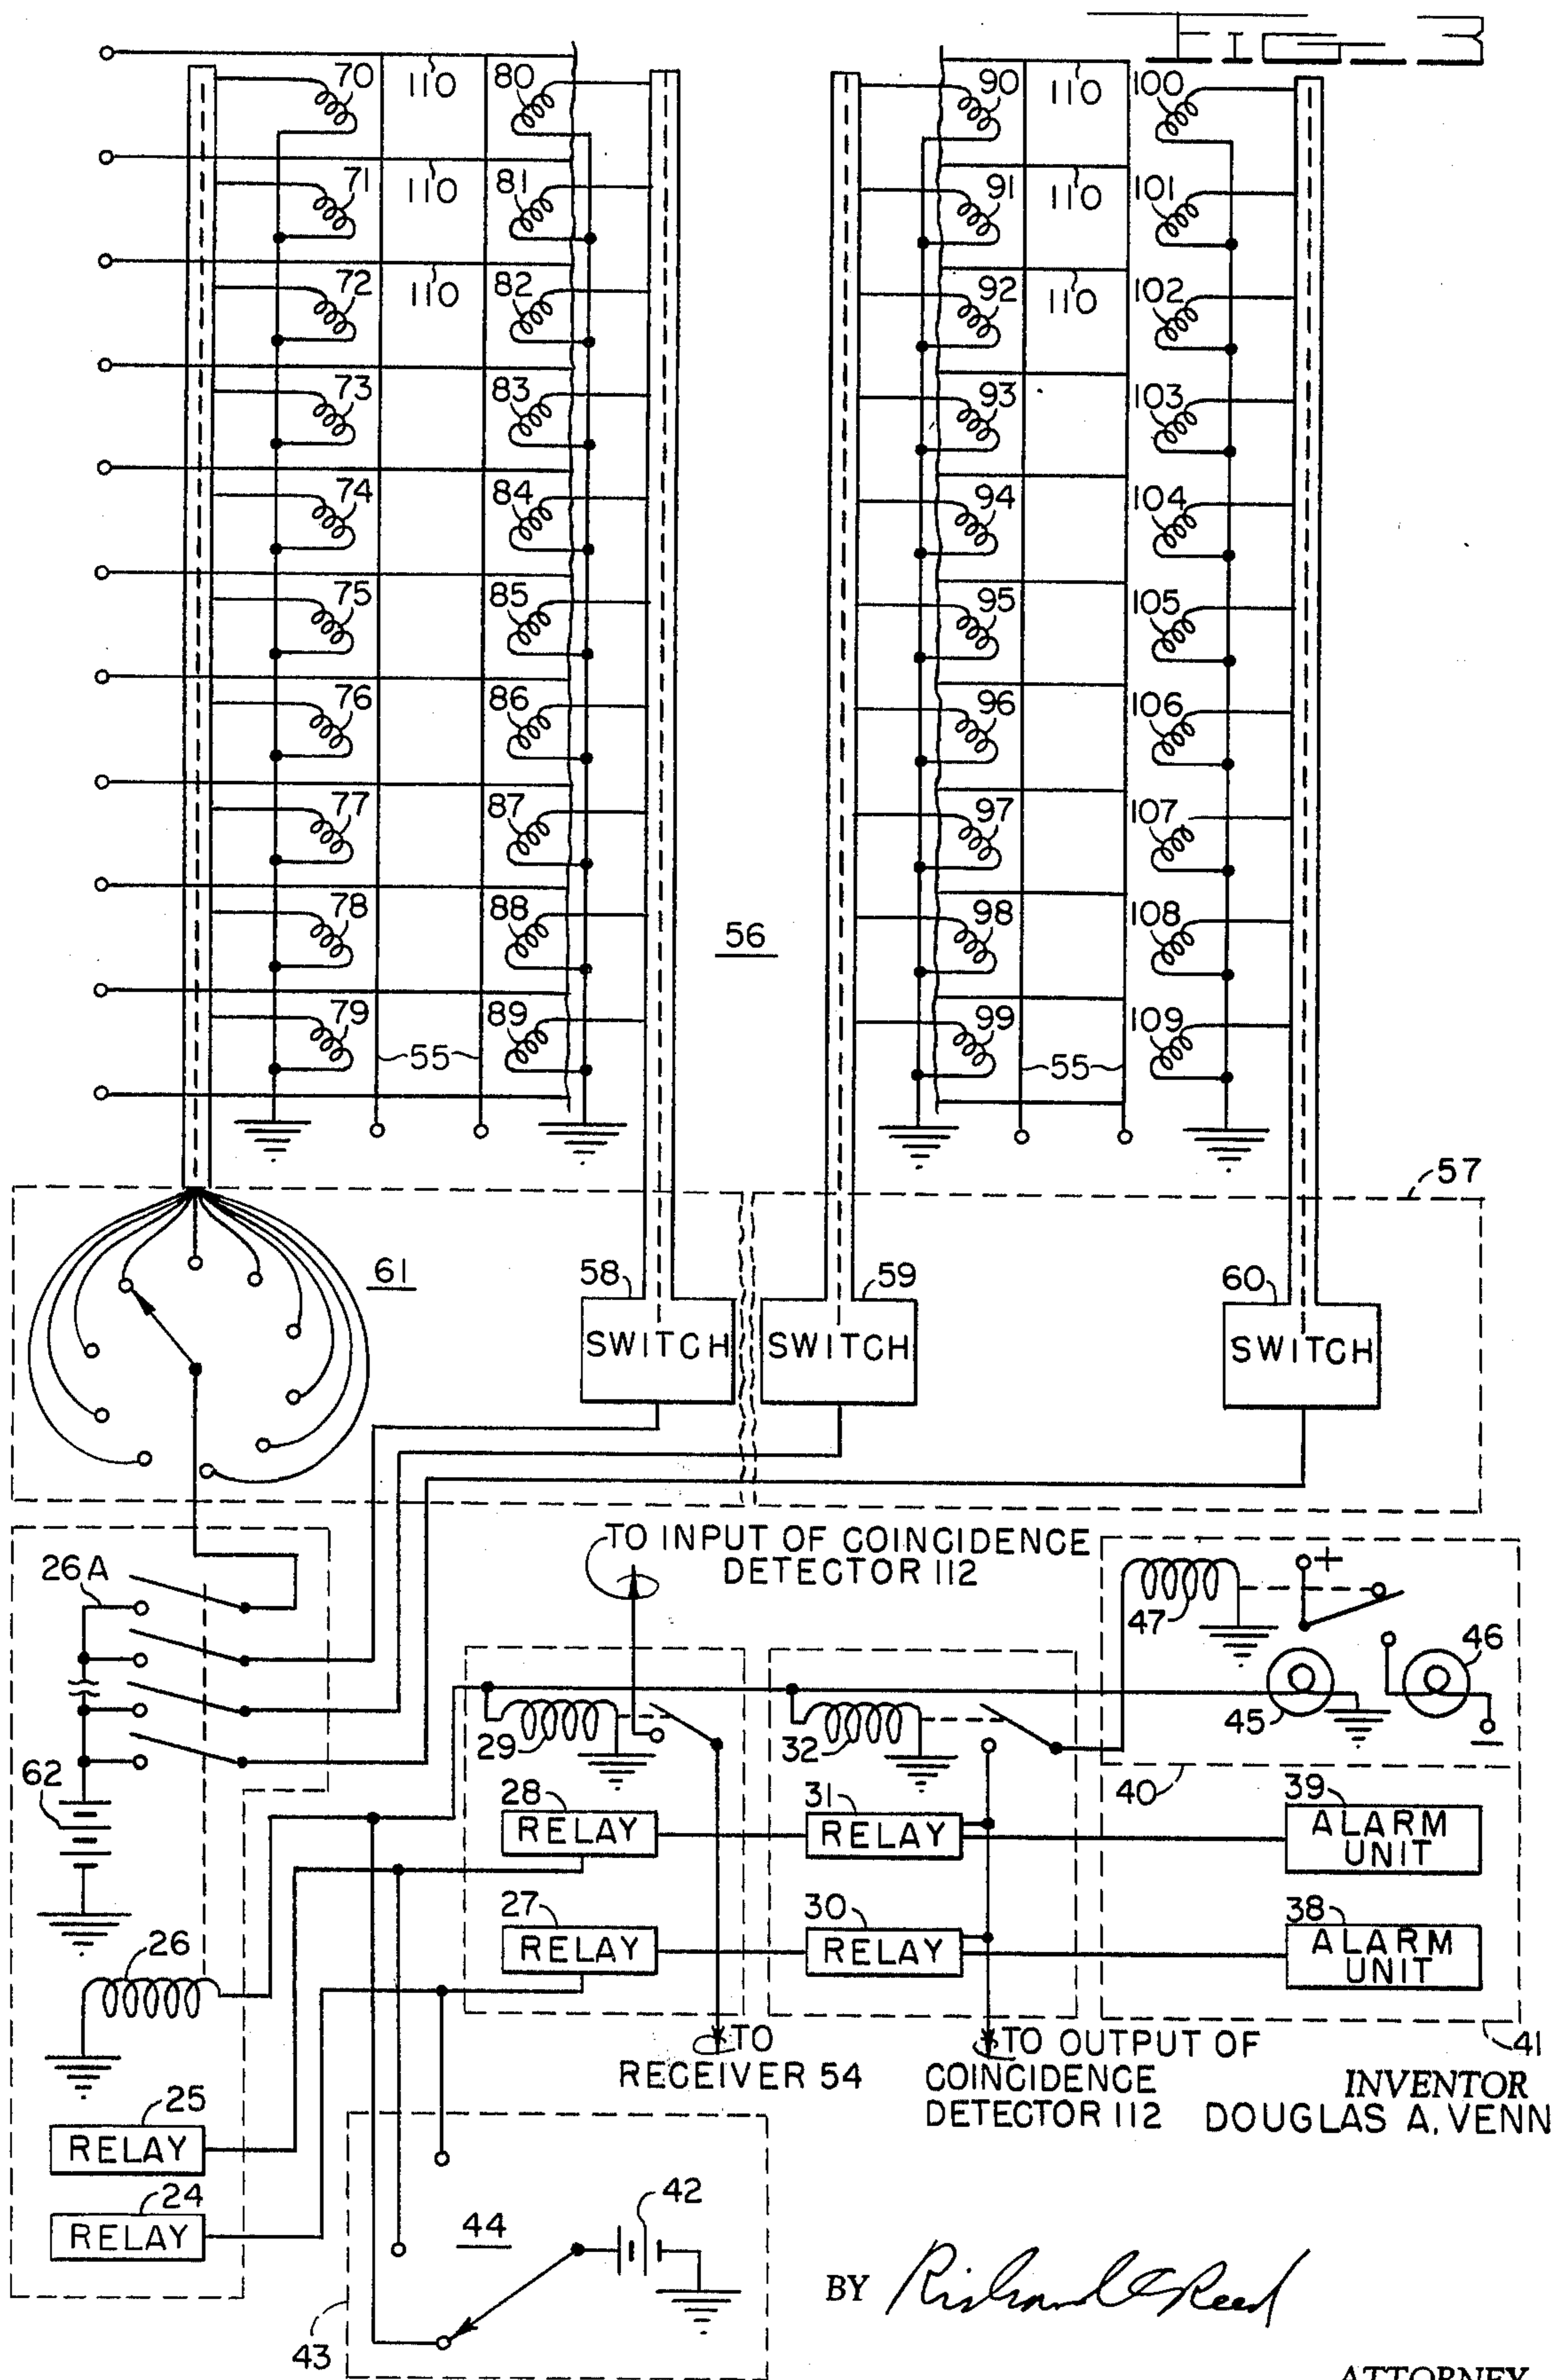 FIG 3
70 110 80 90 110 100
71 110 81 91 110 101
72 110 82 92 110 102
73 83 93 103
74 84 94 104
75 85 95 105
76 86 96 106
77 87 97 107
78 88 98 108
56
79 89 99 109
55 55
57
61 58 59 60
SWITCH SWITCH SWITCH
TO INPUT OF COINCIDENCE
DETECTOR 112
26A
47
46
29 32 45
62
28 31 40 39
RELAY RELAY ALARM
UNIT
27 30 38
RELAY RELAY ALARM
UNIT
26
TO
RECEIVER 54
TO OUTPUT OF
COINCIDENCE
DETECTOR 112
41
INVENTOR
DOUGLAS A. VENN
25
RELAY
24
RELAY
42
44
43
BY Richard C Reed
ATTORNEY